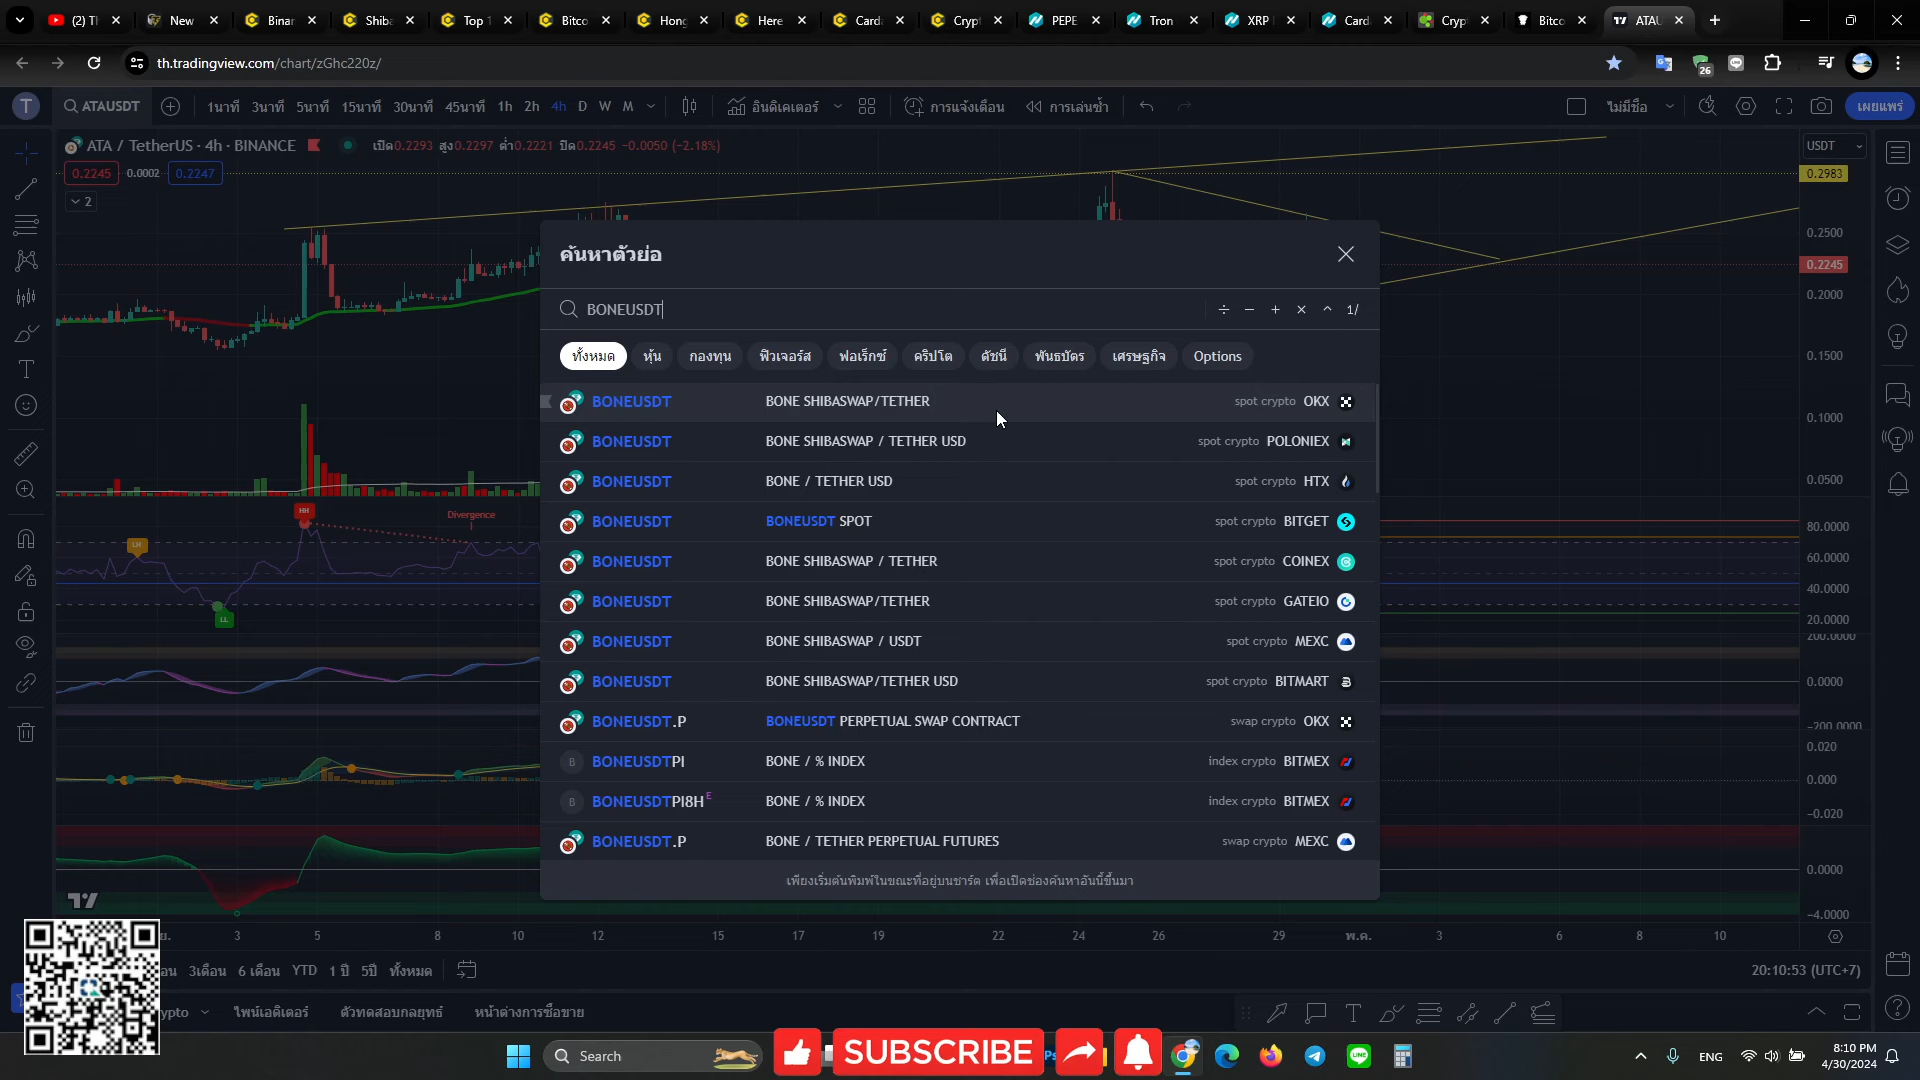 (2) T
New
Binar
Shiba
Top 1
Bitco
Hong
Here
Carda
Crypt
PEPE
Tron
XRP
Card
Cryp
Bitco
ATAU
th.tradingview.com/chart/zGhc220z/
26
T
ATAUSDT
1นาที 3นาที 5นาที 15นาที 30นาที 45นาที 1h 2h 4h D W M
อินดิเคเตอร์
การแจ้งเตือน
การเล่นซ้ำ
ไม่มีชื่อ
เผยแพร่
ATA / TetherUS · 4h · BINANCE
เปิด0.2293 สูง0.2297 ต่ำ0.2221 ปิด0.2245 −0.0050 (−2.18%)
USDT
0.2245 0.0002 0.2247
0.2983
2
0.2500
0.2245
0.2000
0.1500
0.1000
0.0500
80.0000
60.0000
40.0000
20.0000
200.0000
0.0000
−200.0000
0.020
0.000
−0.020
0.0000
−4.0000
HH
Divergence
LH
LL
ค้นหาตัวย่อ
BONEUSDT
÷ − + × ^ 1/
ทั้งหมด หุ้น กองทุน ฟิวเจอร์ส ฟอเร็กซ์ คริปโต ดัชนี พันธบัตร เศรษฐกิจ Options
BONEUSDT BONE SHIBASWAP/TETHER spot crypto OKX
BONEUSDT BONE SHIBASWAP / TETHER USD spot crypto POLONIEX
BONEUSDT BONE / TETHER USD spot crypto HTX
BONEUSDT BONEUSDT SPOT spot crypto BITGET
BONEUSDT BONE SHIBASWAP / TETHER spot crypto COINEX
BONEUSDT BONE SHIBASWAP/TETHER spot crypto GATEIO
BONEUSDT BONE SHIBASWAP / USDT spot crypto MEXC
BONEUSDT BONE SHIBASWAP/TETHER USD spot crypto BITMART
BONEUSDT.P BONEUSDT PERPETUAL SWAP CONTRACT swap crypto OKX
B BONEUSDTPI BONE / % INDEX index crypto BITMEX
B BONEUSDTPI8H E BONE / % INDEX index crypto BITMEX
BONEUSDT.P BONE / TETHER PERPETUAL FUTURES swap crypto MEXC
เพียงเริ่มต้นพิมพ์ในขณะที่อยู่บนชาร์ต เพื่อเปิดช่องค้นหาอันนี้ขึ้นมา
3 5 8 10 12 15 17 19 22 24 26 29 พ.ค. 3 6 8 10
3เดือน 6 เดือน YTD 1 ปี 5ปี ทั้งหมด
20:10:53 (UTC+7)
ypto ไพน์เอดิเตอร์ ตัวทดสอบกลยุทธ์ หน้าต่างการซื้อขาย
Search
SUBSCRIBE
Ps
ENG
8:10 PM
4/30/2024